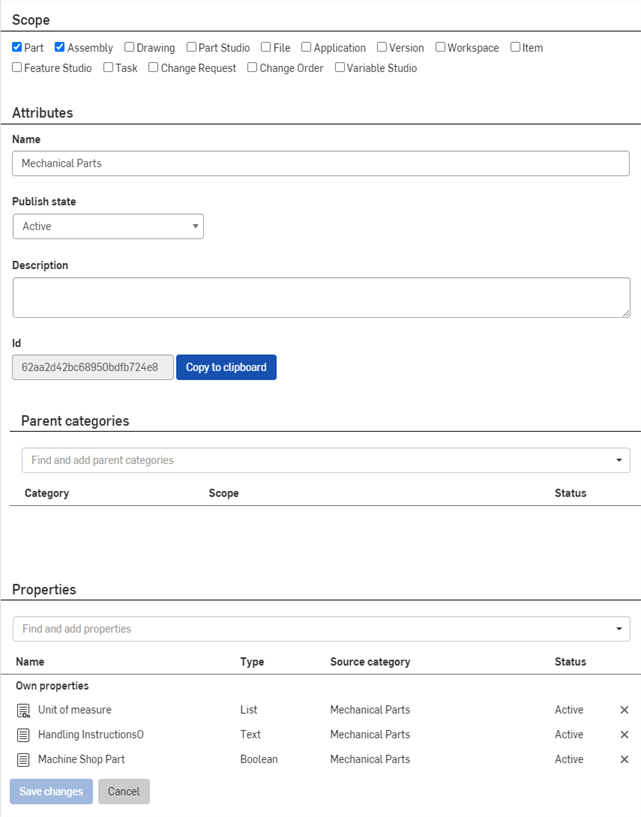 Scope
Part Assembly Drawing Part Studio File Application Version Workspace Item
Feature Studio Task Change Request Change Order Variable Studio
Attributes
Name
Mechanical Parts
Publish state
Active
Description
Id
62aa2d42bc68950bdfb724e8 Copy to clipboard
Parent categories
Find and add parent categories
Category Scope Status
Properties
Find and add properties
Name Type Source category Status
Own properties
Unit of measure List Mechanical Parts Active
Handling InstructionsO Text Mechanical Parts Active
Machine Shop Part Boolean Mechanical Parts Active
Save changes Cancel